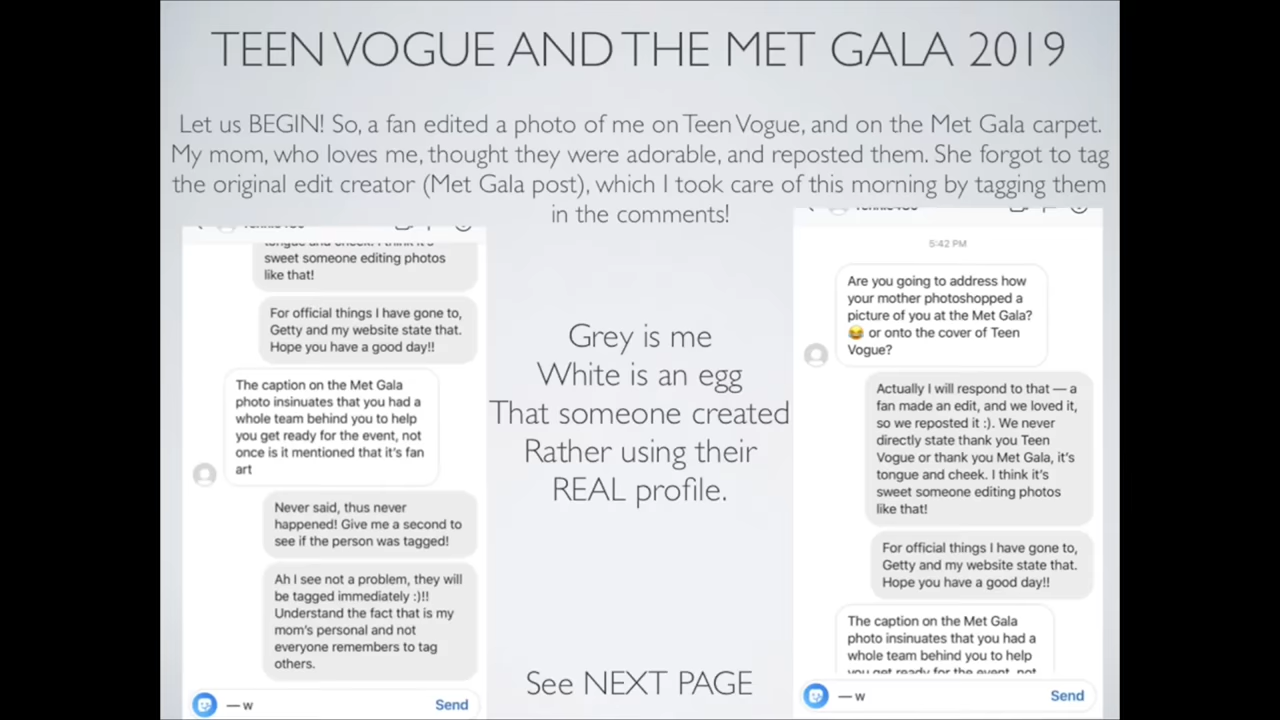 TEEN VOGUE AND THE MET GALA 2019
Let us BEGIN! So, a fan edited a photo of me on Teen Vogue, and on the Met Gala carpet.
My mom, who loves me, thought they were adorable, and reposted them. She forgot to tag
the original edit creator (Met Gala post), which I took care of this morning by tagging them
in the comments!
sweet someone editing photos
like that!
For official things I have gone to,
Getty and my website state that.
Hope you have a good day!!
The caption on the Met Gala
photo insinuates that you had a
whole team behind you to help
you get ready for the event, not
once is it mentioned that it's fan
art
Never said, thus never
happened! Give me a second to
see if the person was tagged!
Ah I see not a problem, they will
be tagged immediately :)!!
Understand the fact that is my
mom's personal and not
everyone remembers to tag
others.
— w
Send
Grey is me
White is an egg
That someone created
Rather using their
REAL profile.
See NEXT PAGE
5:42 PM
Are you going to address how
your mother photoshopped a
picture of you at the Met Gala?
😂 or onto the cover of Teen
Vogue?
Actually I will respond to that — a
fan made an edit, and we loved it,
so we reposted it :). We never
directly state thank you Teen
Vogue or thank you Met Gala, it's
tongue and cheek. I think it's
sweet someone editing photos
like that!
For official things I have gone to,
Getty and my website state that.
Hope you have a good day!!
The caption on the Met Gala
photo insinuates that you had a
whole team behind you to help
you get ready for the event, not
— w
Send